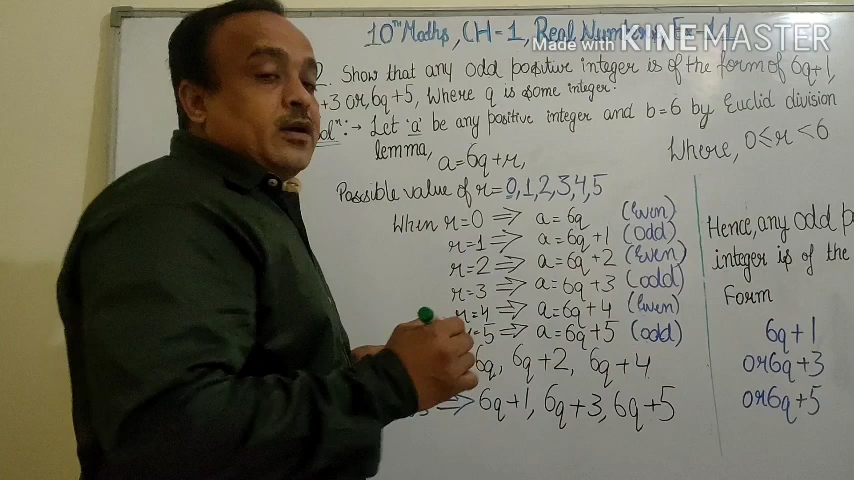 10th Maths, CH-1, Real Numbers, Ex-1.1
Made with KINEMASTER
2. Show that any odd positive integer is of the form of 6q+1,
+3 or 6q+5, Where q is some integer.
Solⁿ:→ Let 'a' be any positive integer and b=6 by Euclid division
lemma, a=6q+r, Where, 0≤r<6
Possible value of r=0,1,2,3,4,5
When r=0 ⇒ a=6q (Even)
r=1 ⇒ a=6q+1 (odd)
r=2 ⇒ a=6q+2 (Even)
r=3 ⇒ a=6q+3 (odd)
r=4 ⇒ a=6q+4 (Even)
=5 ⇒ a=6q+5 (odd)
6q, 6q+2, 6q+4
⇒ 6q+1, 6q+3, 6q+5
Hence, any odd p
integer is of the
Form
6q+1
or 6q+3
or 6q+5